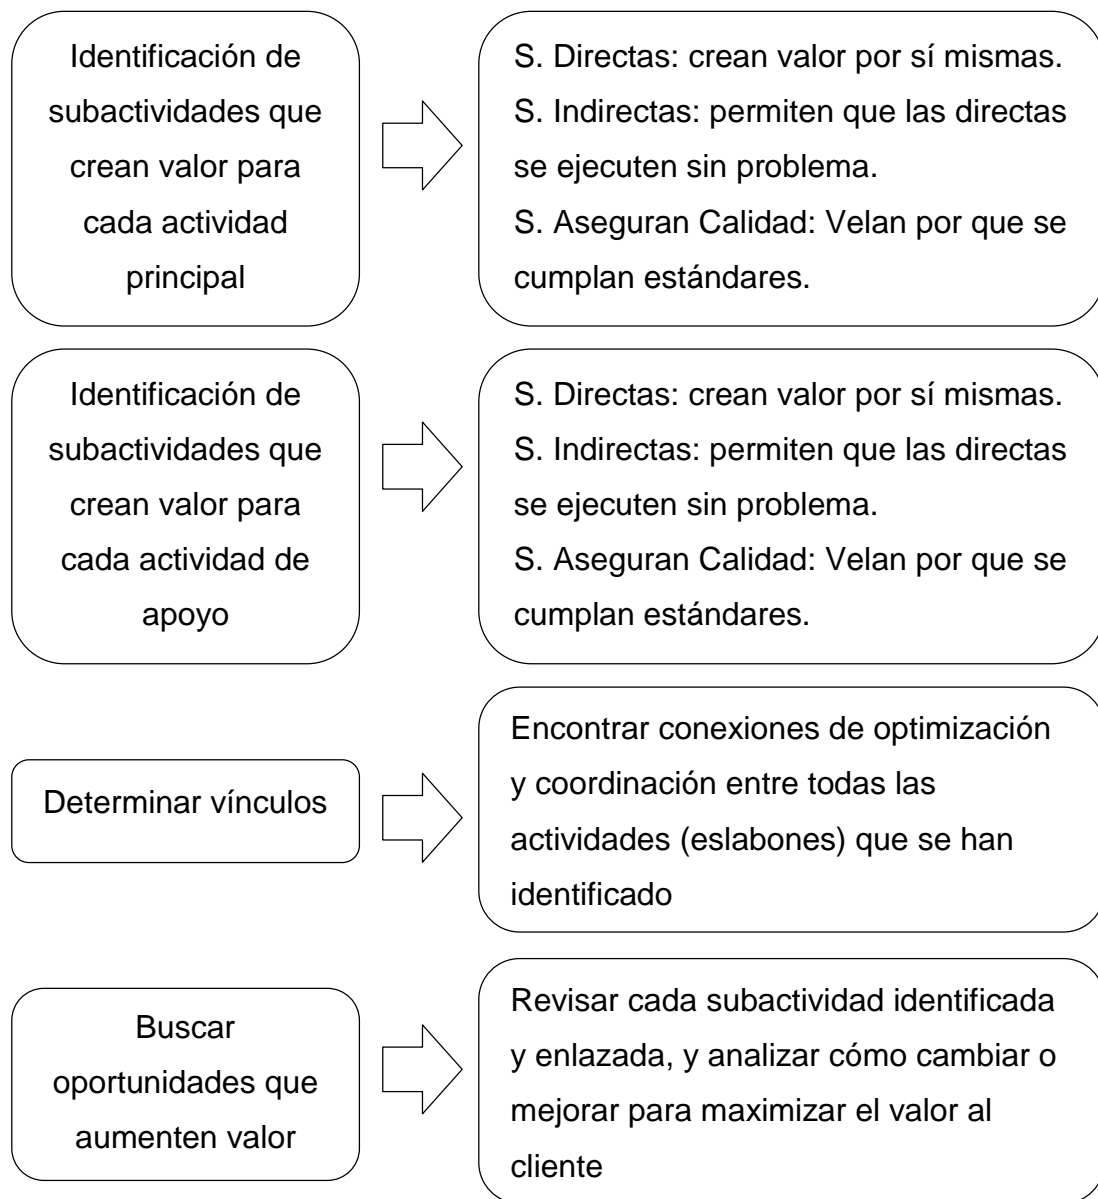 Identificación de
subactividades que
crean valor para
cada actividad
principal
S. Directas: crean valor por sí mismas.
S. Indirectas: permiten que las directas
se ejecuten sin problema.
S. Aseguran Calidad: Velan por que se
cumplan estándares.
Identificación de
subactividades que
crean valor para
cada actividad de
apoyo
S. Directas: crean valor por sí mismas.
S. Indirectas: permiten que las directas
se ejecuten sin problema.
S. Aseguran Calidad: Velan por que se
cumplan estándares.
Determinar vínculos
Encontrar conexiones de optimización
y coordinación entre todas las
actividades (eslabones) que se han
identificado
Buscar
oportunidades que
aumenten valor
Revisar cada subactividad identificada
y enlazada, y analizar cómo cambiar o
mejorar para maximizar el valor al
cliente